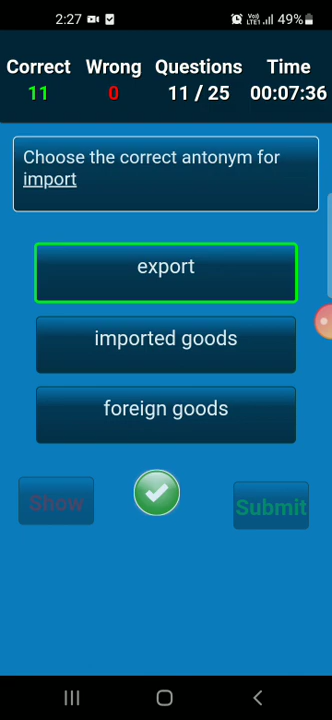 2:27 49%
Correct Wrong Questions Time
11 0 11 / 25 00:07:36
Choose the correct antonym for
import
export
imported goods
foreign goods
Show Submit